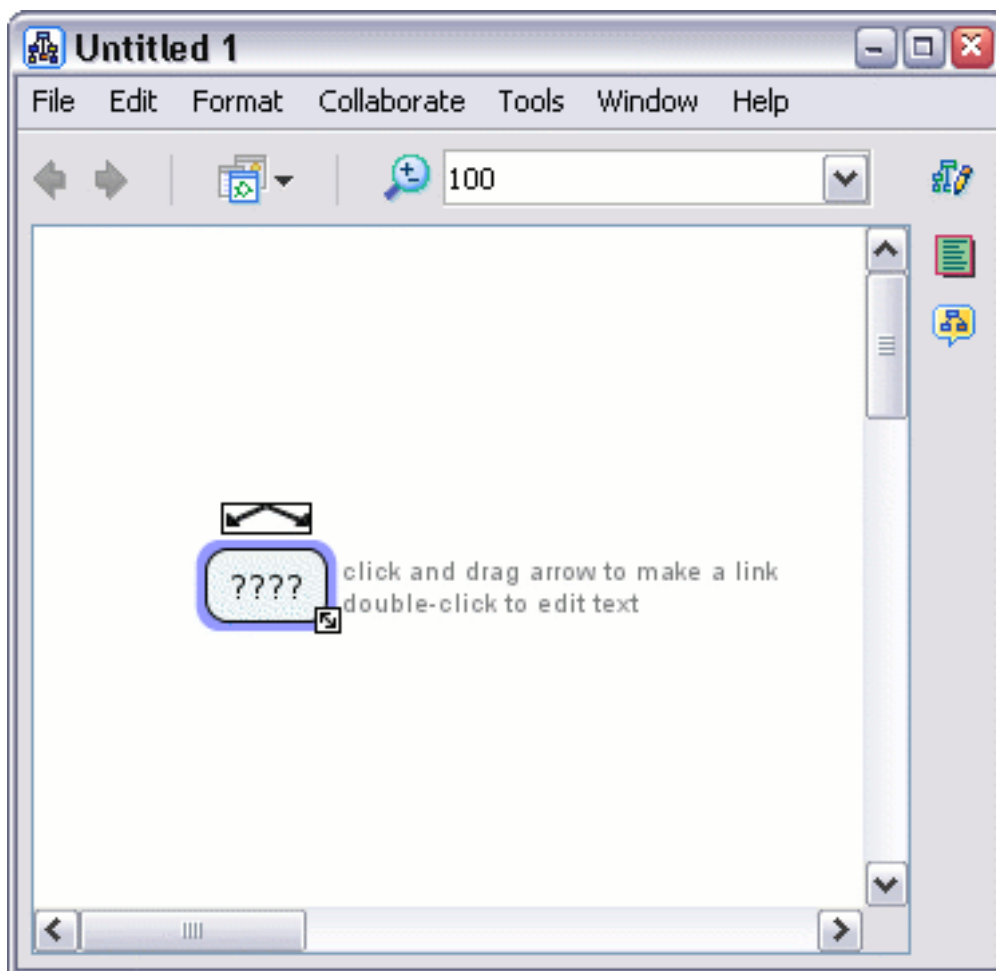 Untitled 1
File Edit Format Collaborate Tools Window Help
100
???? 
click and drag arrow to make a link
double-click to edit text